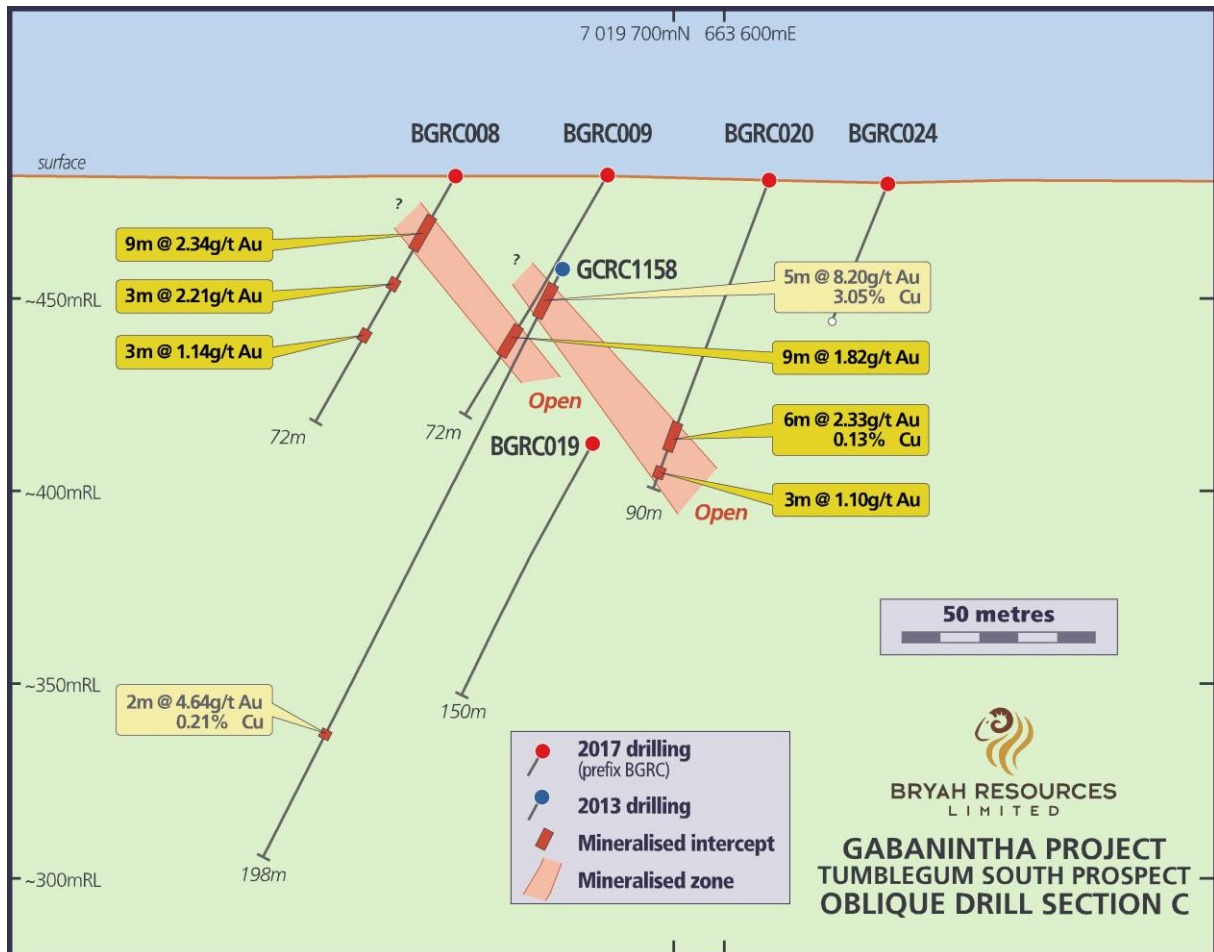 7 019 700mN 663 600mE
BGRC008 BGRC009 BGRC020 BGRC024
surface
?
9m @ 2.34g/t Au
?
GCRC1158
5m @ 8.20g/t Au
3.05% Cu
3m @ 2.21g/t Au
~450mRL
3m @ 1.14g/t Au
9m @ 1.82g/t Au
Open
6m @ 2.33g/t Au
0.13% Cu
72m
72m
BGRC019
~400mRL
3m @ 1.10g/t Au
90m
Open
50 metres
~350mRL
2m @ 4.64g/t Au
0.21% Cu
150m
2017 drilling
(prefix BGRC)
2013 drilling
Mineralised intercept
Mineralised zone
BRYAH RESOURCES
LIMITED
GABANINTHA PROJECT
TUMBLEGUM SOUTH PROSPECT
OBLIQUE DRILL SECTION C
198m
~300mRL